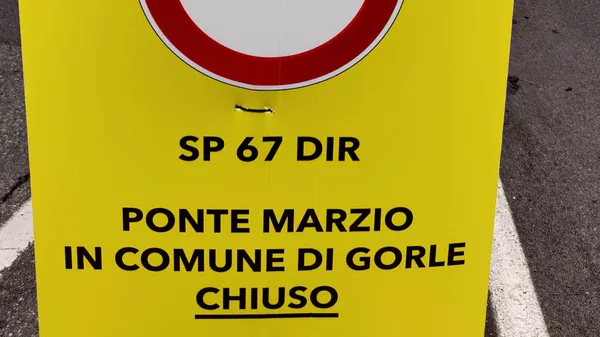 SP 67 DIR
PONTE MARZIO
IN COMUNE DI GORLE
CHIUSO